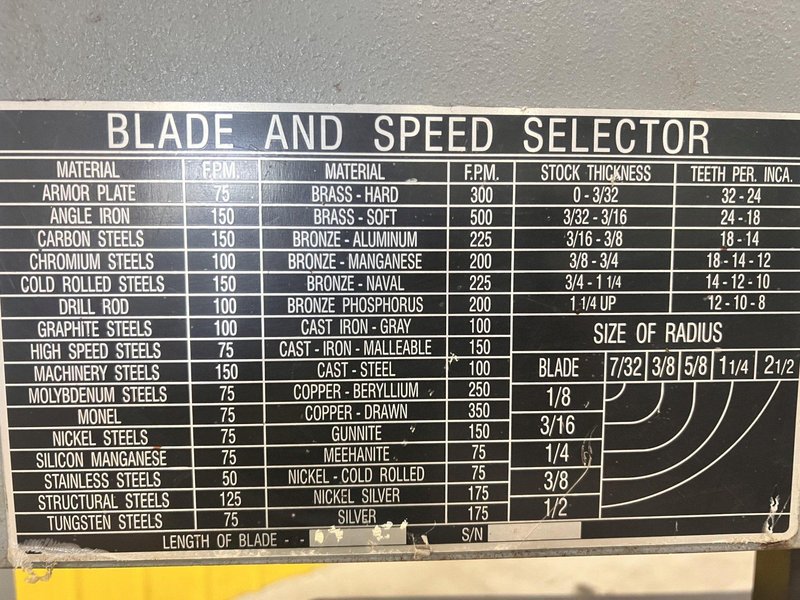 BLADE AND SPEED SELECTOR
MATERIAL F.P.M. MATERIAL F.P.M. STOCK THICKNESS TEETH PER. INCA.
ARMOR PLATE 75 BRASS - HARD 300 0 - 3/32 32 - 24
ANGLE IRON 150 BRASS - SOFT 500 3/32 - 3/16 24 - 18
CARBON STEELS 150 BRONZE - ALUMINUM 225 3/16 - 3/8 18 - 14
CHROMIUM STEELS 100 BRONZE - MANGANESE 200 3/8 - 3/4 18 - 14 - 12
COLD ROLLED STEELS 150 BRONZE - NAVAL 225 3/4 - 1 1/4 14 - 12 - 10
DRILL ROD 100 BRONZE PHOSPHORUS 200 1 1/4 UP 12 - 10 - 8
GRAPHITE STEELS 100 CAST IRON - GRAY 100 SIZE OF RADIUS
HIGH SPEED STEELS 75 CAST - IRON - MALLEABLE 150
MACHINERY STEELS 150 CAST - STEEL 100 BLADE 7/32 3/8 5/8 1 1/4 2 1/2
MOLYBDENUM STEELS 75 COPPER - BERYLLIUM 250 1/8
MONEL 75 COPPER - DRAWN 350 3/16
NICKEL STEELS 75 GUNNITE 150
SILICON MANGANESE 75 MEEHANITE 75 1/4
STAINLESS STEELS 50 NICKEL - COLD ROLLED 75 3/8
STRUCTURAL STEELS 125 NICKEL SILVER 175 1/2
TUNGSTEN STEELS 75 SILVER 175
LENGTH OF BLADE - - S/N